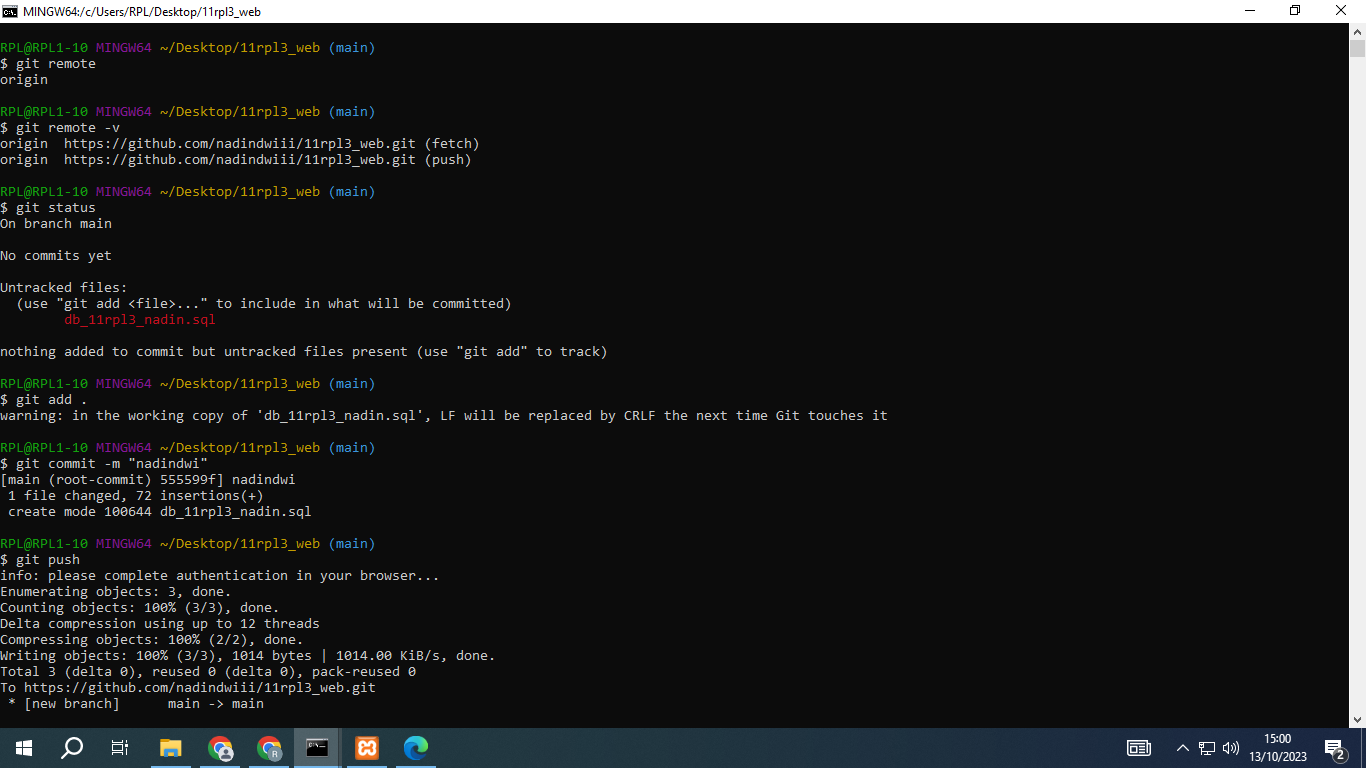 MINGW64:/c/Users/RPL/Desktop/11rpl3_web
RPL@RPL1-10 MINGW64 ~/Desktop/11rpl3_web (main)
$ git remote
origin
RPL@RPL1-10 MINGW64 ~/Desktop/11rpl3_web (main)
$ git remote -v
origin  https://github.com/nadindwiii/11rpl3_web.git (fetch)
origin  https://github.com/nadindwiii/11rpl3_web.git (push)
RPL@RPL1-10 MINGW64 ~/Desktop/11rpl3_web (main)
$ git status
On branch main
No commits yet
Untracked files:
  (use "git add <file>..." to include in what will be committed)
        db_11rpl3_nadin.sql
nothing added to commit but untracked files present (use "git add" to track)
RPL@RPL1-10 MINGW64 ~/Desktop/11rpl3_web (main)
$ git add .
warning: in the working copy of 'db_11rpl3_nadin.sql', LF will be replaced by CRLF the next time Git touches it
RPL@RPL1-10 MINGW64 ~/Desktop/11rpl3_web (main)
$ git commit -m "nadindwi"
[main (root-commit) 555599f] nadindwi
 1 file changed, 72 insertions(+)
 create mode 100644 db_11rpl3_nadin.sql
RPL@RPL1-10 MINGW64 ~/Desktop/11rpl3_web (main)
$ git push
info: please complete authentication in your browser...
Enumerating objects: 3, done.
Counting objects: 100% (3/3), done.
Delta compression using up to 12 threads
Compressing objects: 100% (2/2), done.
Writing objects: 100% (3/3), 1014 bytes | 1014.00 KiB/s, done.
Total 3 (delta 0), reused 0 (delta 0), pack-reused 0
To https://github.com/nadindwiii/11rpl3_web.git
 * [new branch]      main -> main
R
15:00
13/10/2023
2